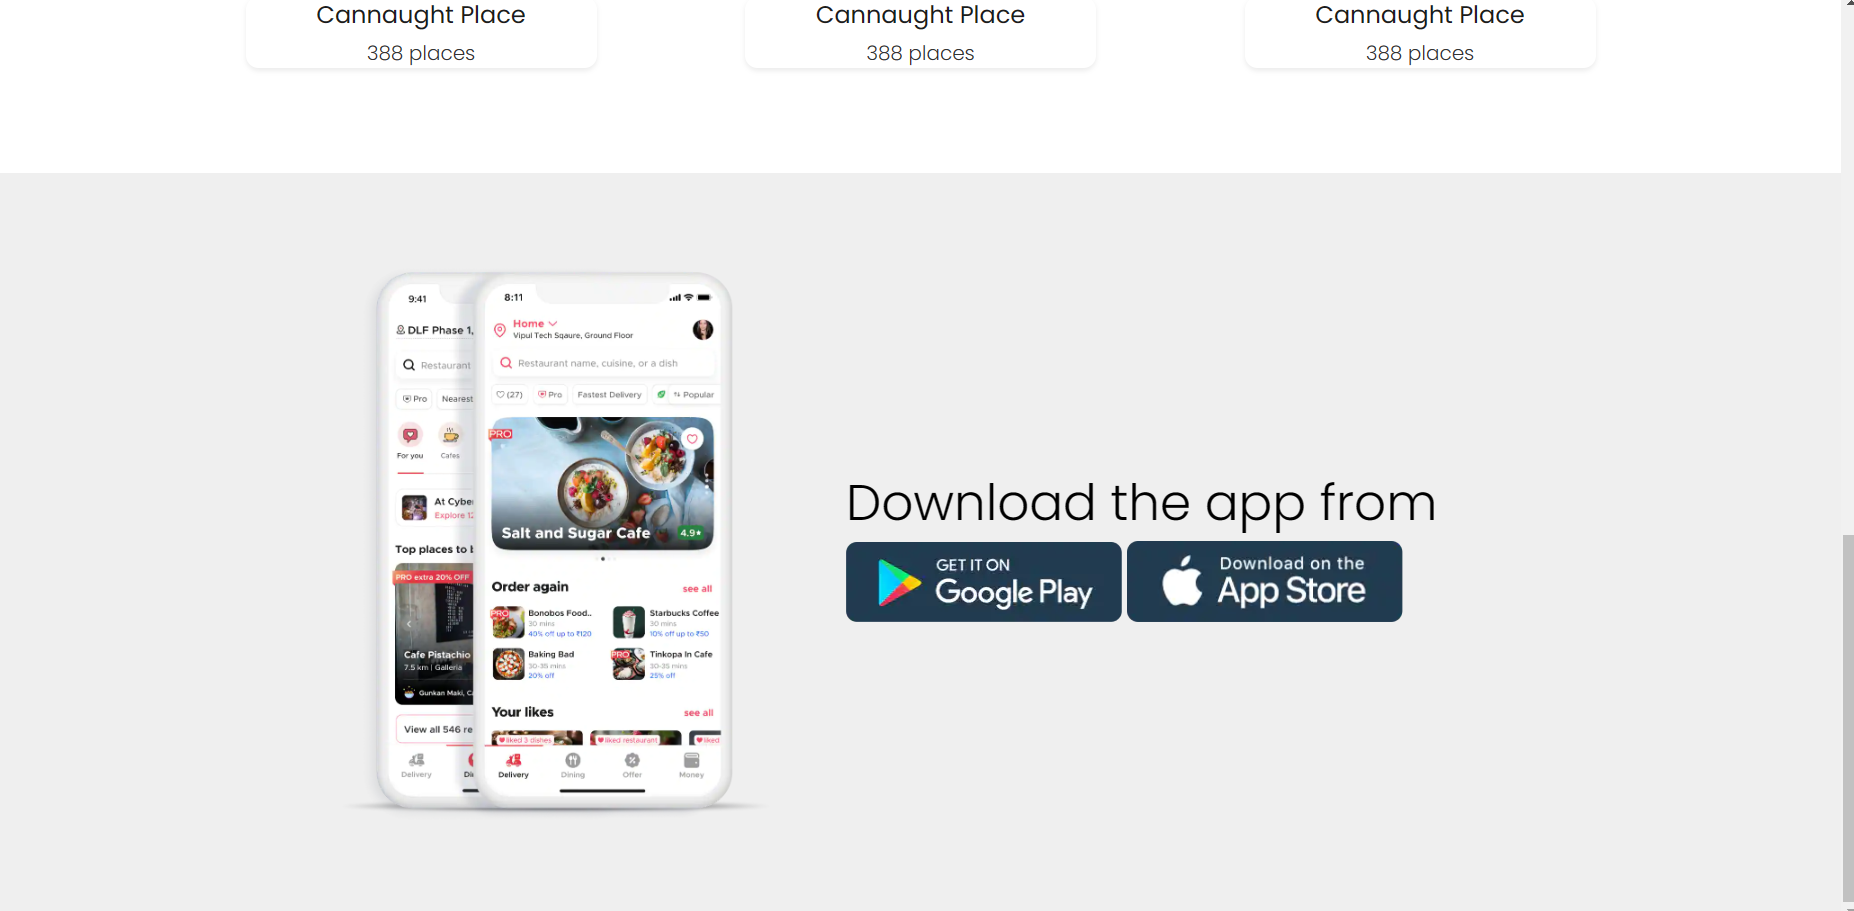 Cannaught Place
388 places
Cannaught Place
388 places
Cannaught Place
388 places
9:41
DLF Phase 1,
Restaurant
Pro
Nearest
For you
Cafes
At Cyber
Explore 12
Top places to b
PRO extra 20% OFF
Cafe Pistachio
7.5 km | Galleria
Gunkan Maki, Ca
View all 546 re
Delivery
Di
8:11
Home
Vipul Tech Sqaure, Ground Floor
Restaurant name, cuisine, or a dish
(27)
Pro
Fastest Delivery
Popular
PRO
Salt and Sugar Cafe
4.9★
Order again
see all
PRO
Bonobos Food..
30 mins
40% off up to ₹120
Starbucks Coffee
30 mins
10% off up to ₹50
Baking Bad
30-35 mins
20% off
PRO
Tinkopa In Cafe
30-35 mins
25% off
Your likes
see all
liked 3 dishes
liked restaurant
liked
Delivery
Dining
Offer
Money
Download the app from
GET IT ON
Google Play
Download on the
App Store